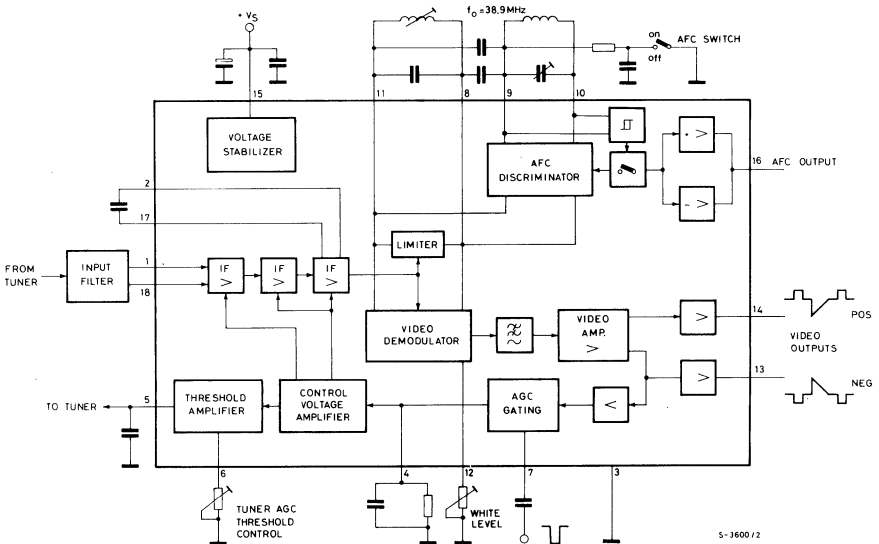 + VS
fO = 38,9MHz
on
off
AFC SWITCH
15
11
8
9
10
VOLTAGE
STABILIZER
AFC
DISCRIMINATOR
+ >
- >
16
AFC OUTPUT
2
17
LIMITER
FROM
TUNER
INPUT
FILTER
1
18
IF
>
IF
>
IF
>
VIDEO
DEMODULATOR
VIDEO
AMP.
>
>
14
POS
VIDEO
OUTPUTS
>
13
NEG
TO TUNER
5
THRESHOLD
AMPLIFIER
CONTROL
VOLTAGE
AMPLIFIER
AGC
GATING
<
6
4
12
7
3
TUNER AGC
THRESHOLD
CONTROL
WHITE
LEVEL
S-3600/2